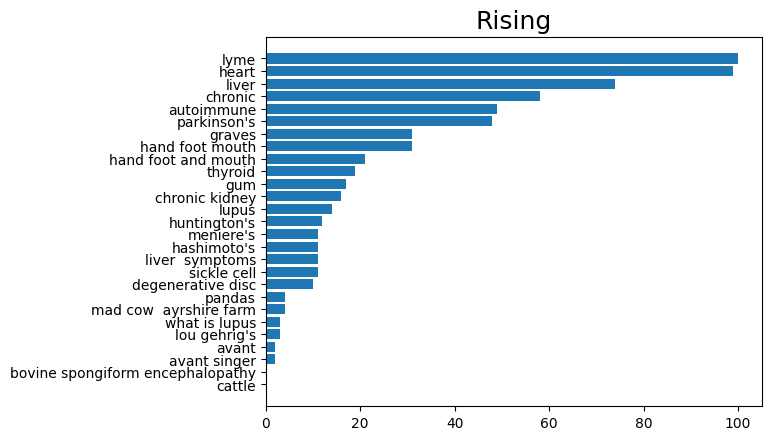 Rising
lyme
heart
liver
chronic
autoimmune
parkinson's
graves
hand foot mouth
hand foot and mouth
thyroid
gum
chronic kidney
lupus
huntington's
meniere's
hashimoto's
liver  symptoms
sickle cell
degenerative disc
pandas
mad cow  ayrshire farm
what is lupus
lou gehrig's
avant
avant singer
bovine spongiform encephalopathy
cattle
0 20 40 60 80 100